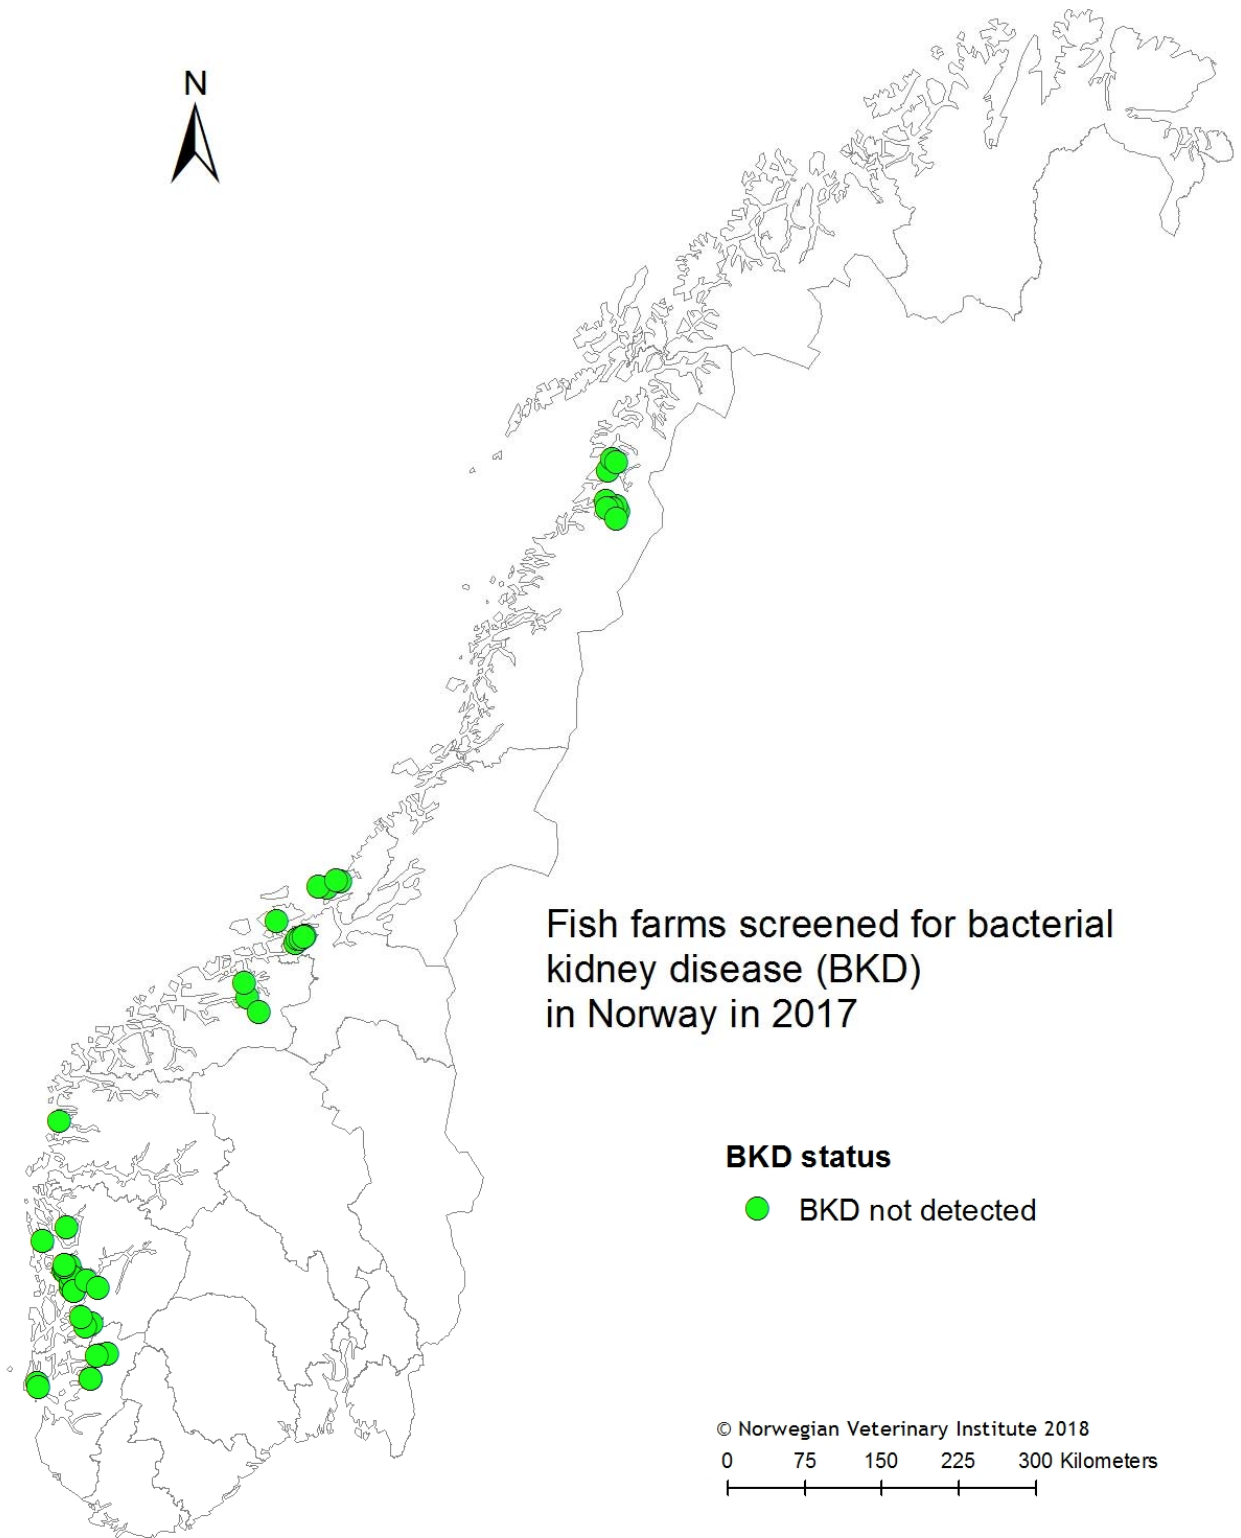 N
Fish farms screened for bacterial
kidney disease (BKD)
in Norway in 2017
BKD status
BKD not detected
© Norwegian Veterinary Institute 2018
0 75 150 225 300 Kilometers